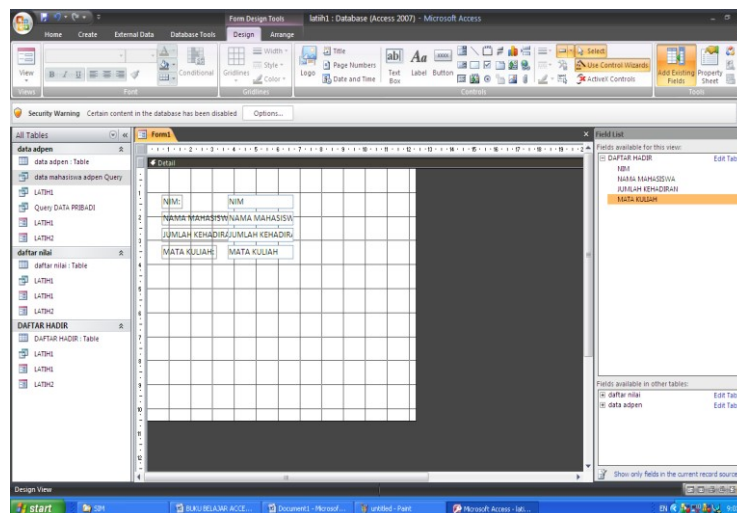 Form Design Tools
latiih1 : Database (Access 2007) - Microsoft Access
Home Create External Data Database Tools Design Arrange
View
Conditional
Gridlines
Width
Style
Color
Logo
Title
Page Numbers
Date and Time
Text Box
Label
Button
Select
Use Control Wizards
ActiveX Controls
Add Existing Fields
Property Sheet
Views
Font
Gridlines
Controls
Tools
Security Warning Certain content in the database has been disabled
Options...
All Tables
data adpen
data adpen : Table
data mahasiswa adpen Query
LATIH1
Query DATA PRIBADI
LATIH1
LATIH2
daftar nilai
daftar nilai : Table
LATIH1
LATIH1
LATIH2
DAFTAR HADIR
DAFTAR HADIR : Table
LATIH1
LATIH1
LATIH2
Form1
Detail
NIM: NIM
NAMA MAHASISW NAMA MAHASISW
JUMLAH KEHADIRA JUMLAH KEHADIRA
MATA KULIAH: MATA KULIAH
Field List
Fields available for this view:
DAFTAR HADIR Edit Tab
NIM
NAMA MAHASISWA
JUMLAH KEHADIRAN
MATA KULIAH
Fields available in other tables:
daftar nilai Edit Tab
data adpen Edit Tab
Show only fields in the current record source
Design View
start
SIM
BUKU BELAJAR ACCE...
Document1 - Microsof...
untitled - Paint
Microsoft Access - lati...
EN